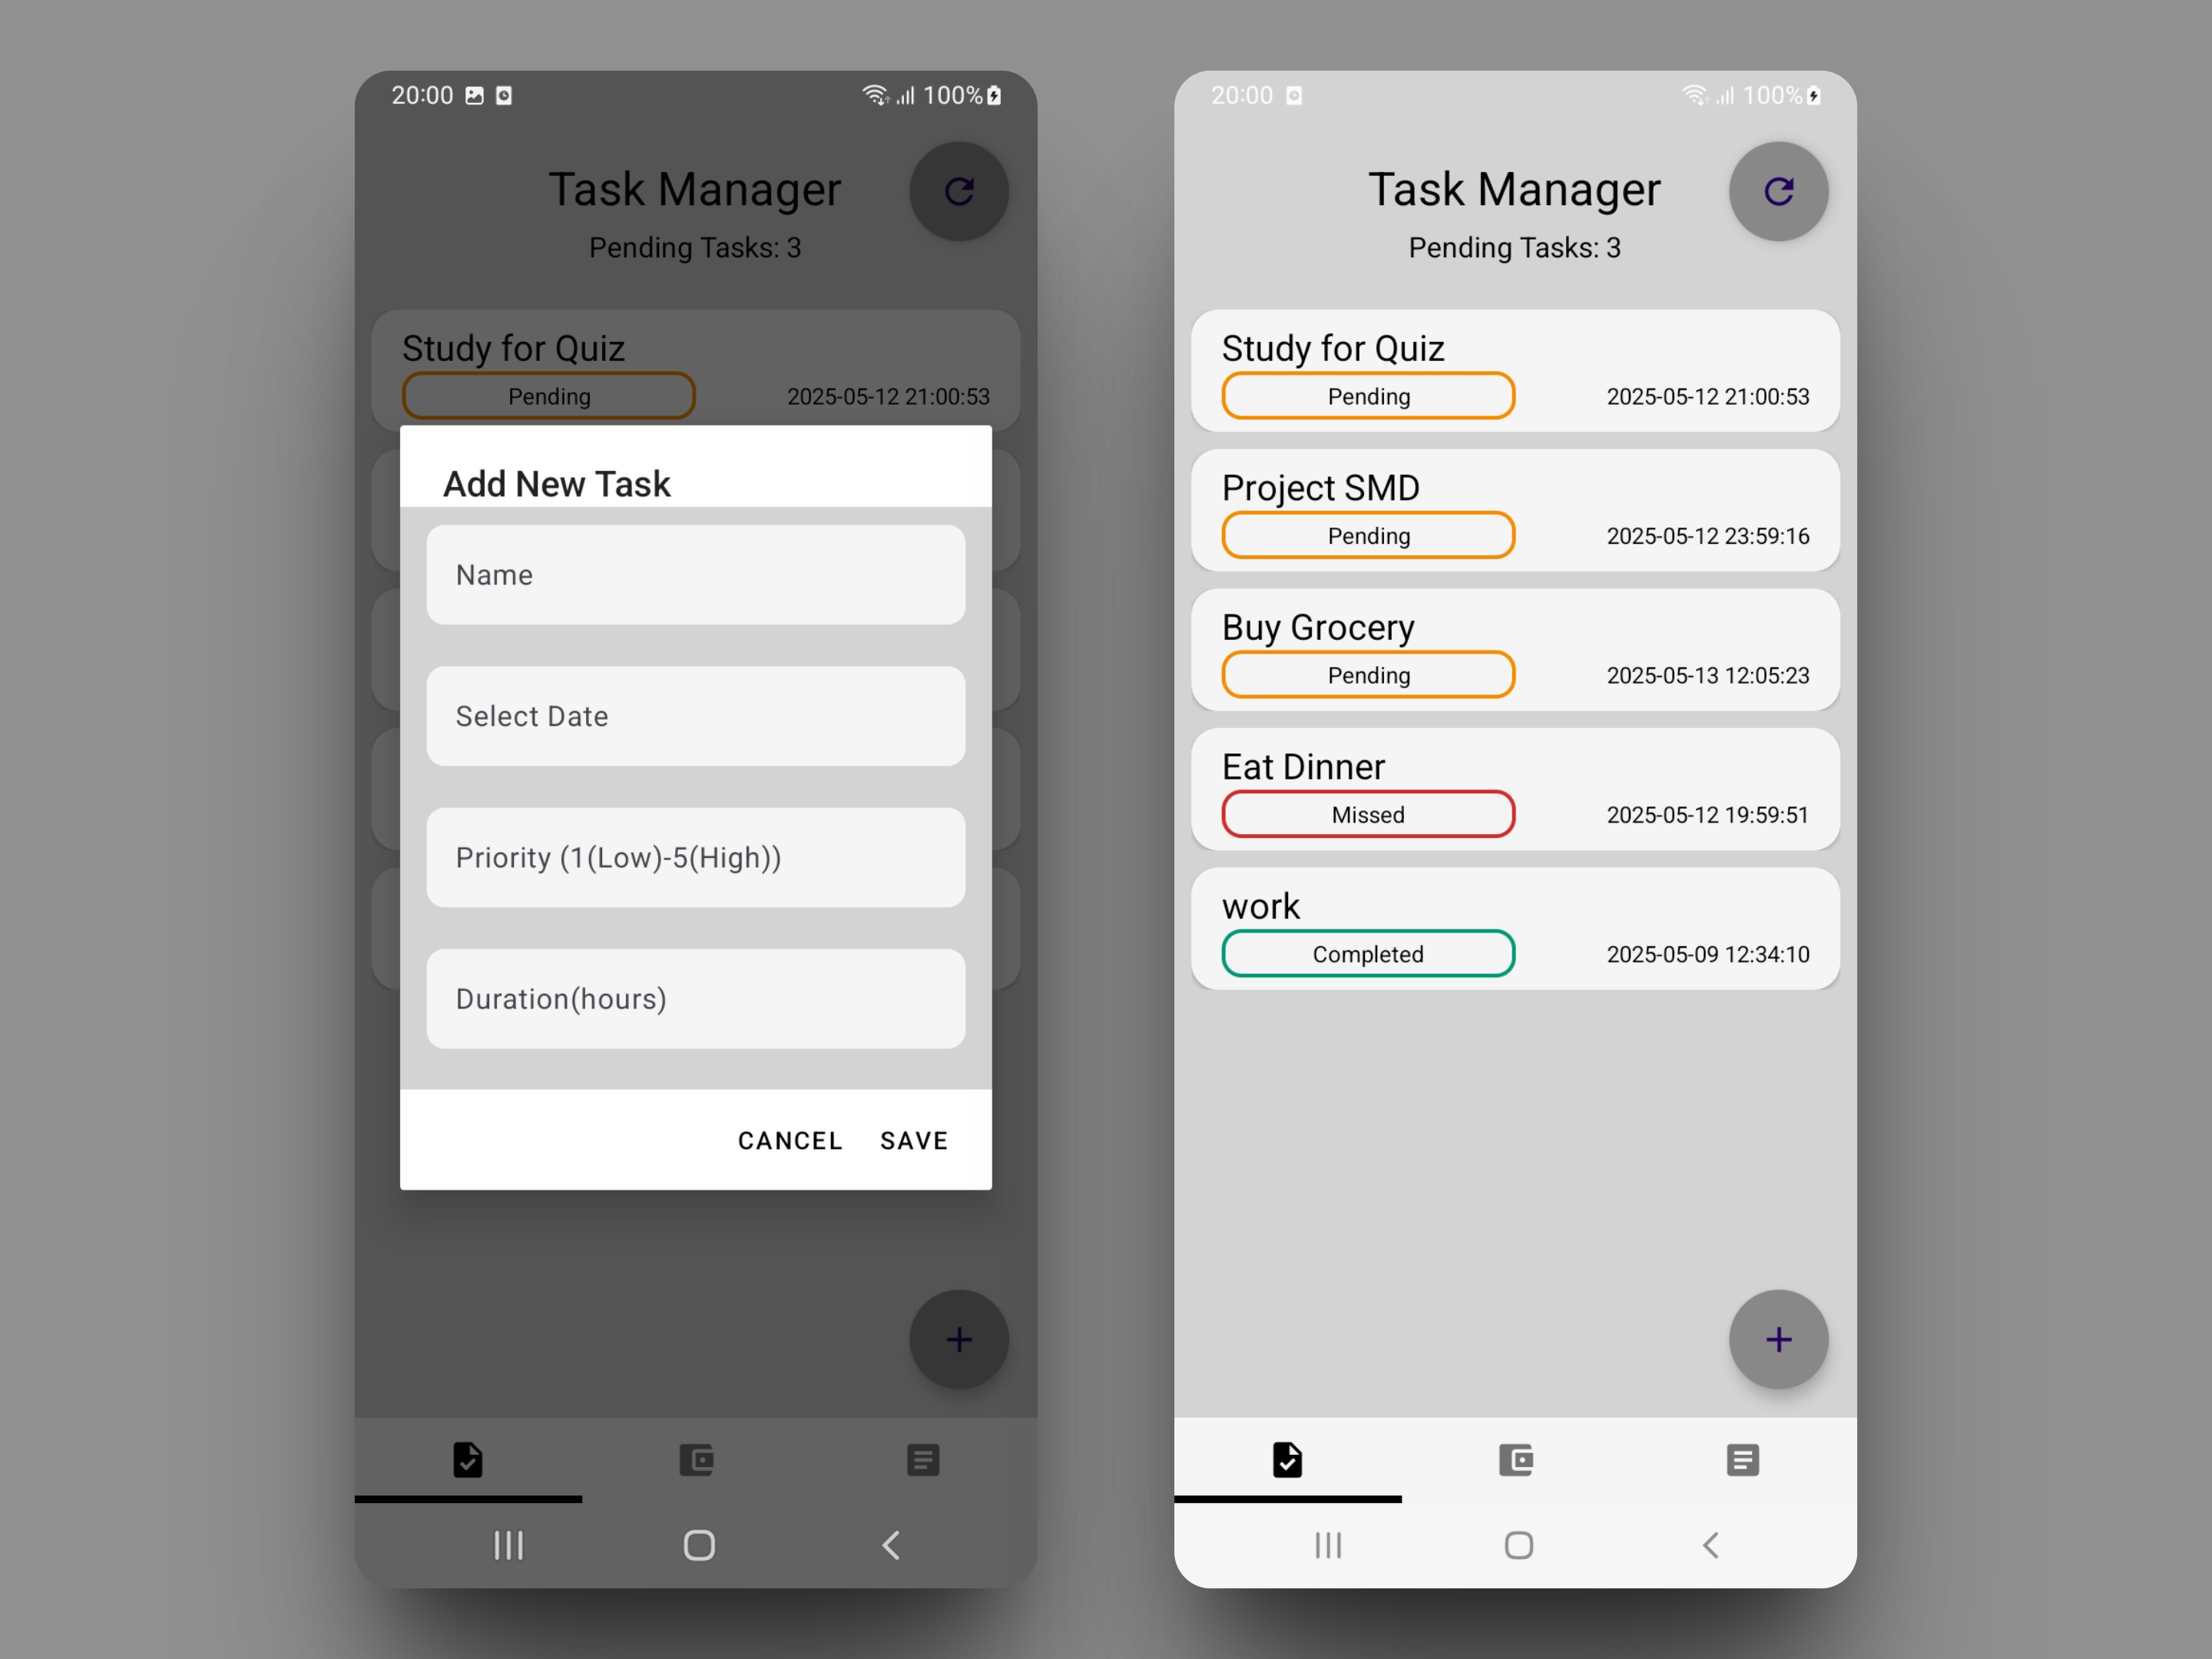 20:00
100%
Task Manager
Pending Tasks: 3
Study for Quiz
Pending
2025-05-12 21:00:53
Add New Task
Name
Select Date
Priority (1(Low)-5(High))
Duration(hours)
CANCEL SAVE
20:00
100%
Task Manager
Pending Tasks: 3
Study for Quiz
Pending
2025-05-12 21:00:53
Project SMD
Pending
2025-05-12 23:59:16
Buy Grocery
Pending
2025-05-13 12:05:23
Eat Dinner
Missed
2025-05-12 19:59:51
work
Completed
2025-05-09 12:34:10